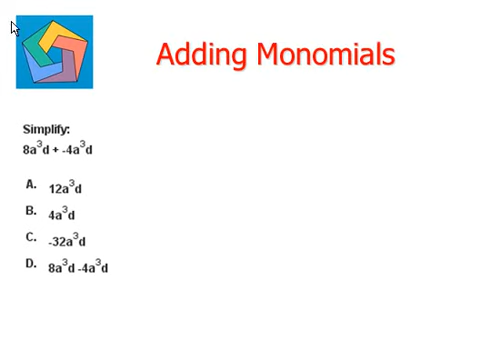 Adding Monomials
Simplify:
8a³d + -4a³d
A. 12a³d
B. 4a³d
C. -32a³d
D. 8a³d -4a³d